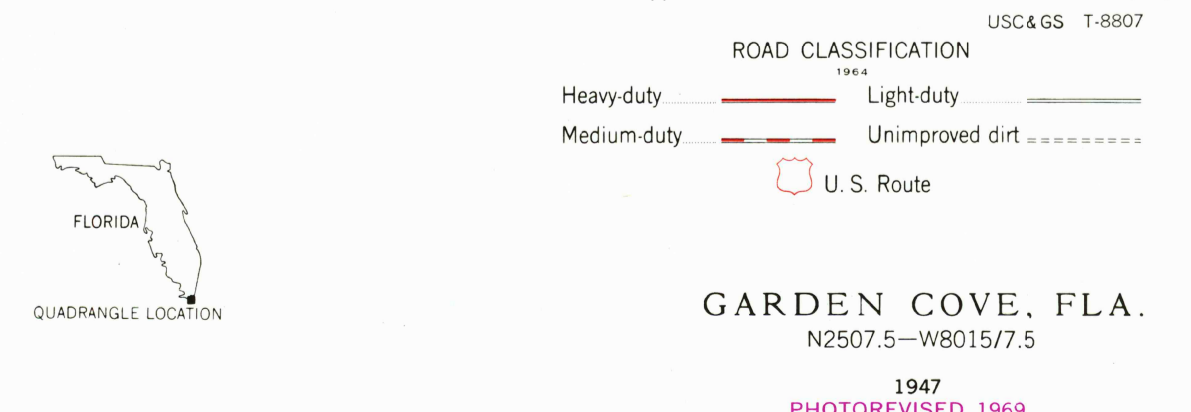 USC&GS T-8807
ROAD CLASSIFICATION
1964
Heavy-duty Light-duty
Medium-duty Unimproved dirt
U. S. Route
FLORIDA
QUADRANGLE LOCATION
GARDEN COVE, FLA.
N2507.5—W8015/7.5
1947
PHOTOREVISED 1969